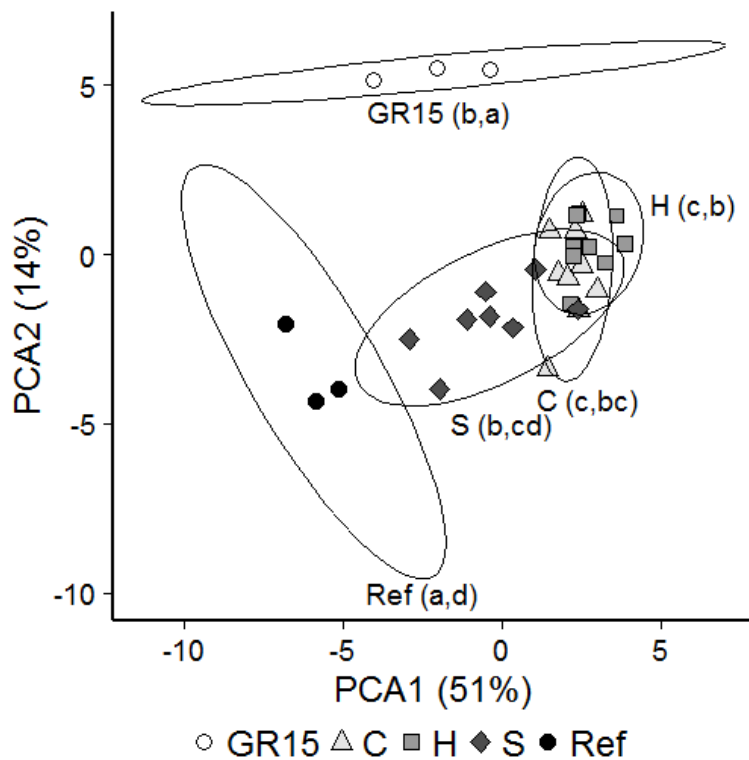 5
GR15 (b,a)
H (c,b)
0
PCA2 (14%)
C (c,bc)
S (b,cd)
-5
Ref (a,d)
-10
-10 -5 0 5
PCA1 (51%)
GR15 C H S Ref